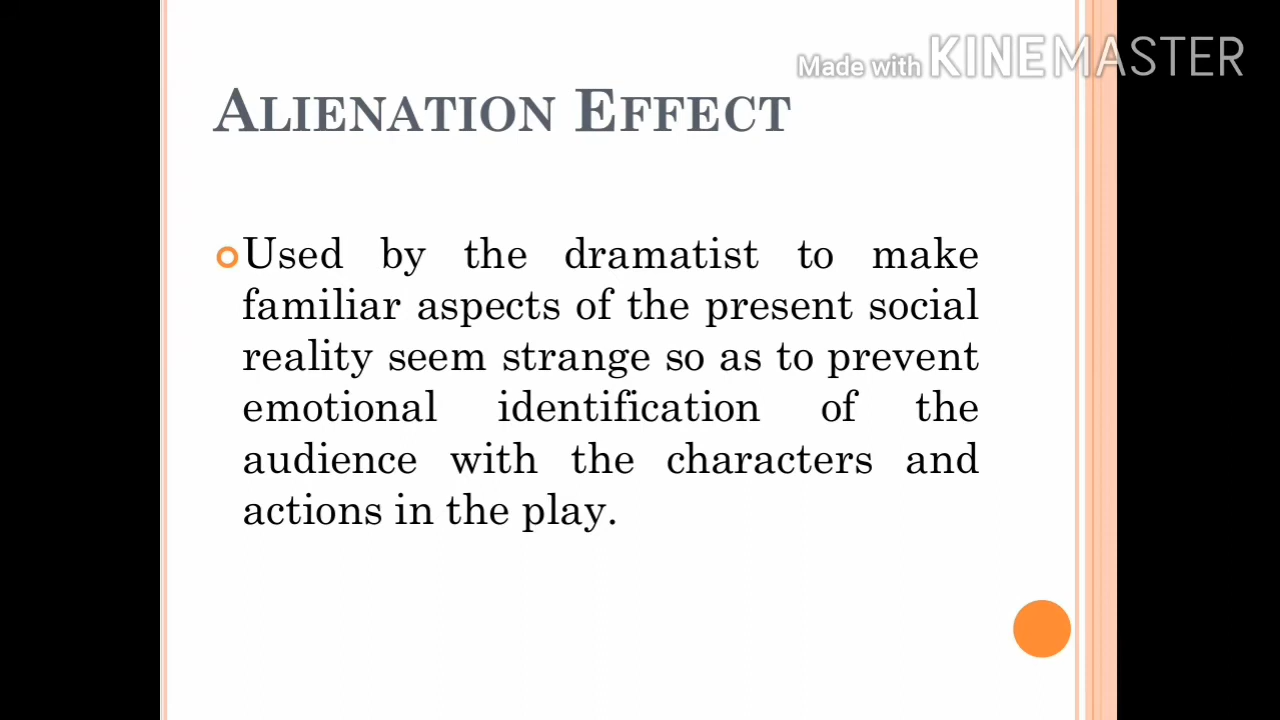 Made with KINEMASTER
ALIENATION EFFECT
Used by the dramatist to make
familiar aspects of the present social
reality seem strange so as to prevent
emotional identification of the
audience with the characters and
actions in the play.